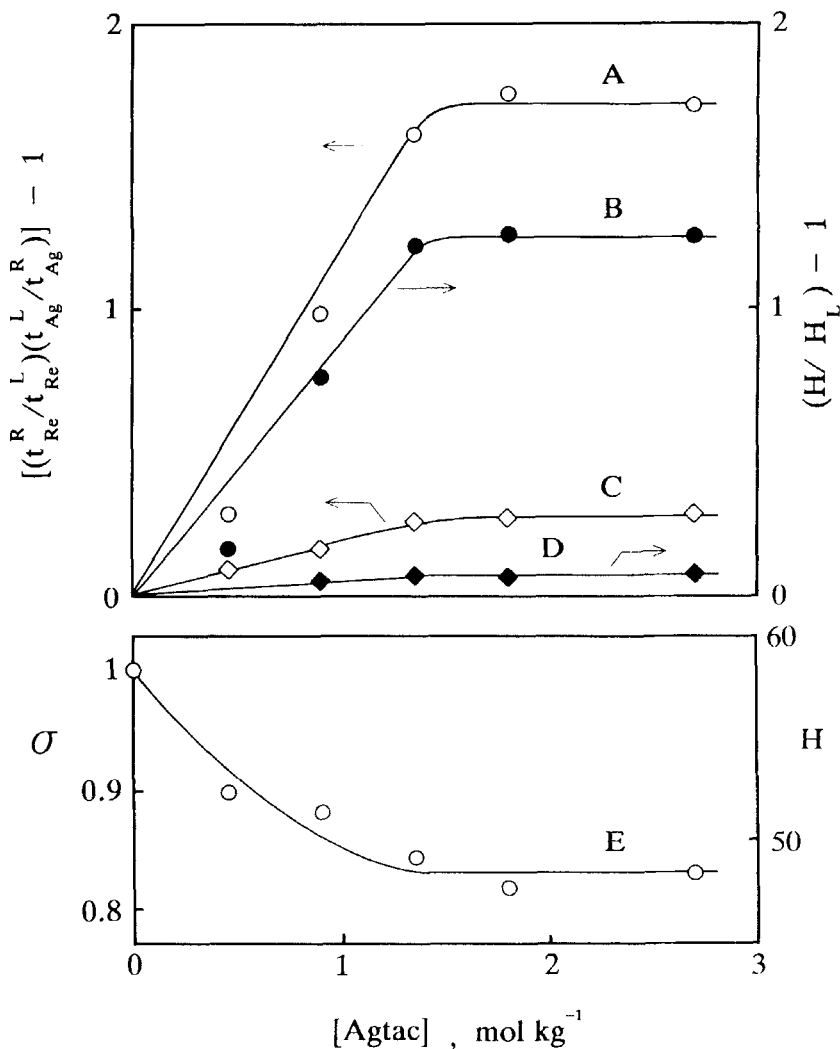 2
2
A
B
[(t^R_Re/t^L_Re)(t^L_Ag/t^R_Ag)] − 1
1
1
(H/H_L) − 1
C
D
0
0
60
1
σ
H
0.9
E
50
0.8
0
1
2
3
[Agtac] , mol kg^−1